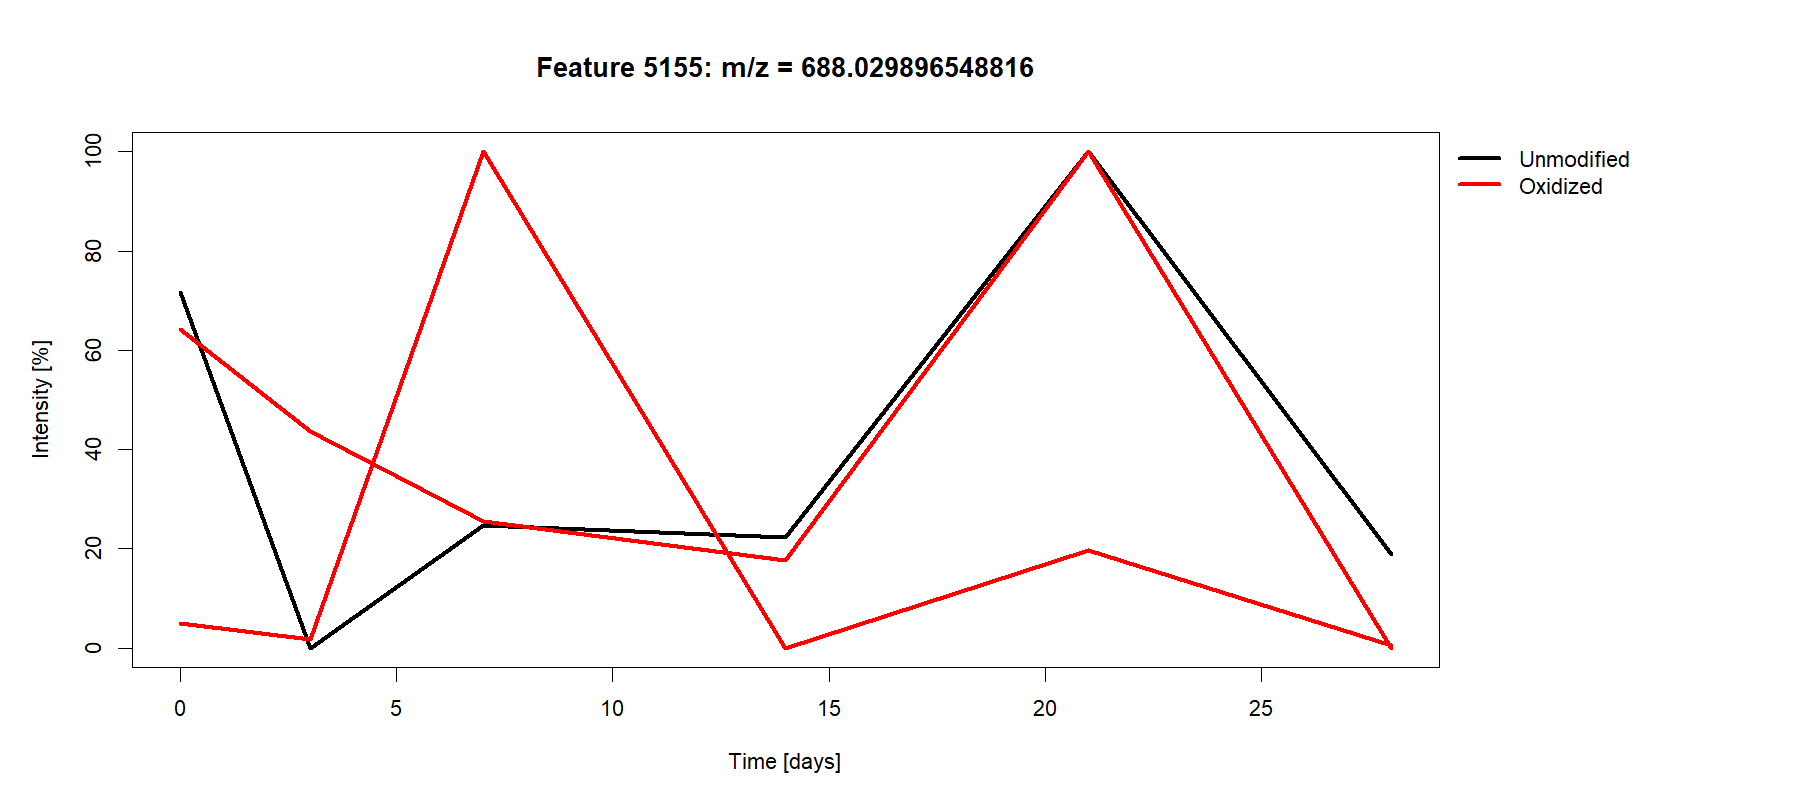 Feature 5155: m/z = 688.029896548816
Unmodified
Oxidized
Intensity [%]
100
80
60
40
20
0
0 5 10 15 20 25
Time [days]